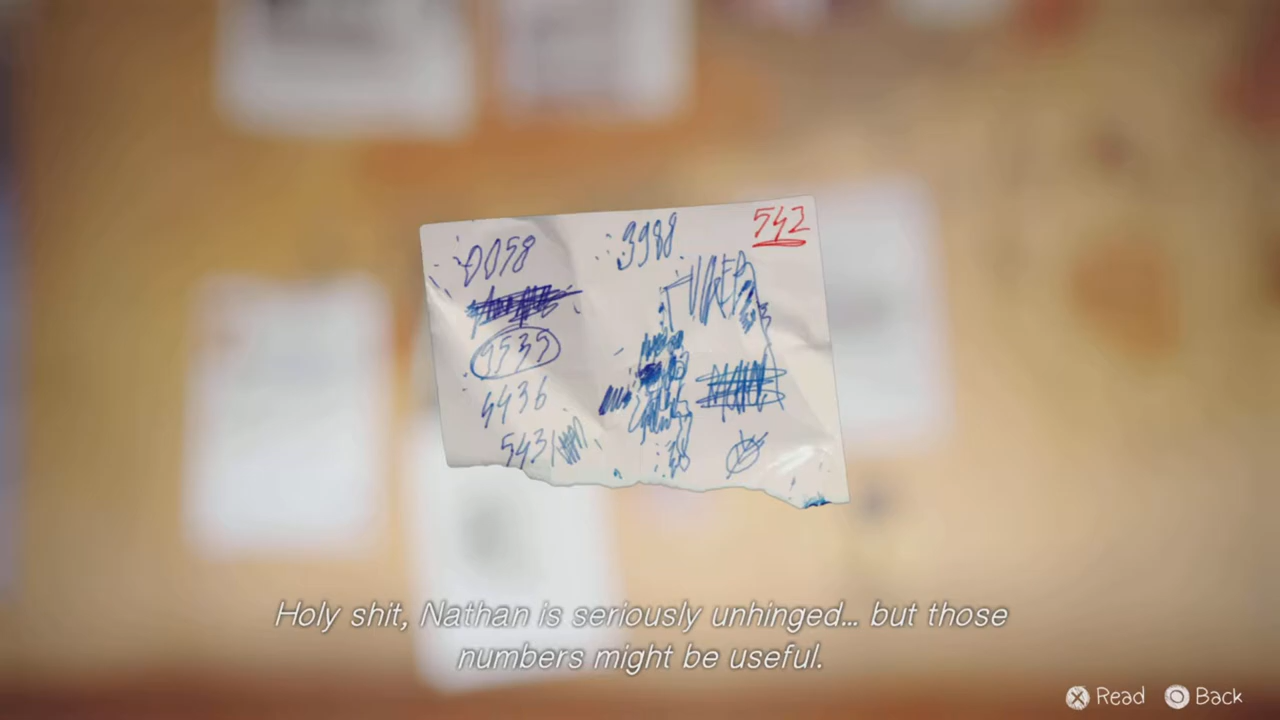 0058 3988 542
9539
4436
543
Holy shit, Nathan is seriously unhinged... but those
numbers might be useful.
Read Back